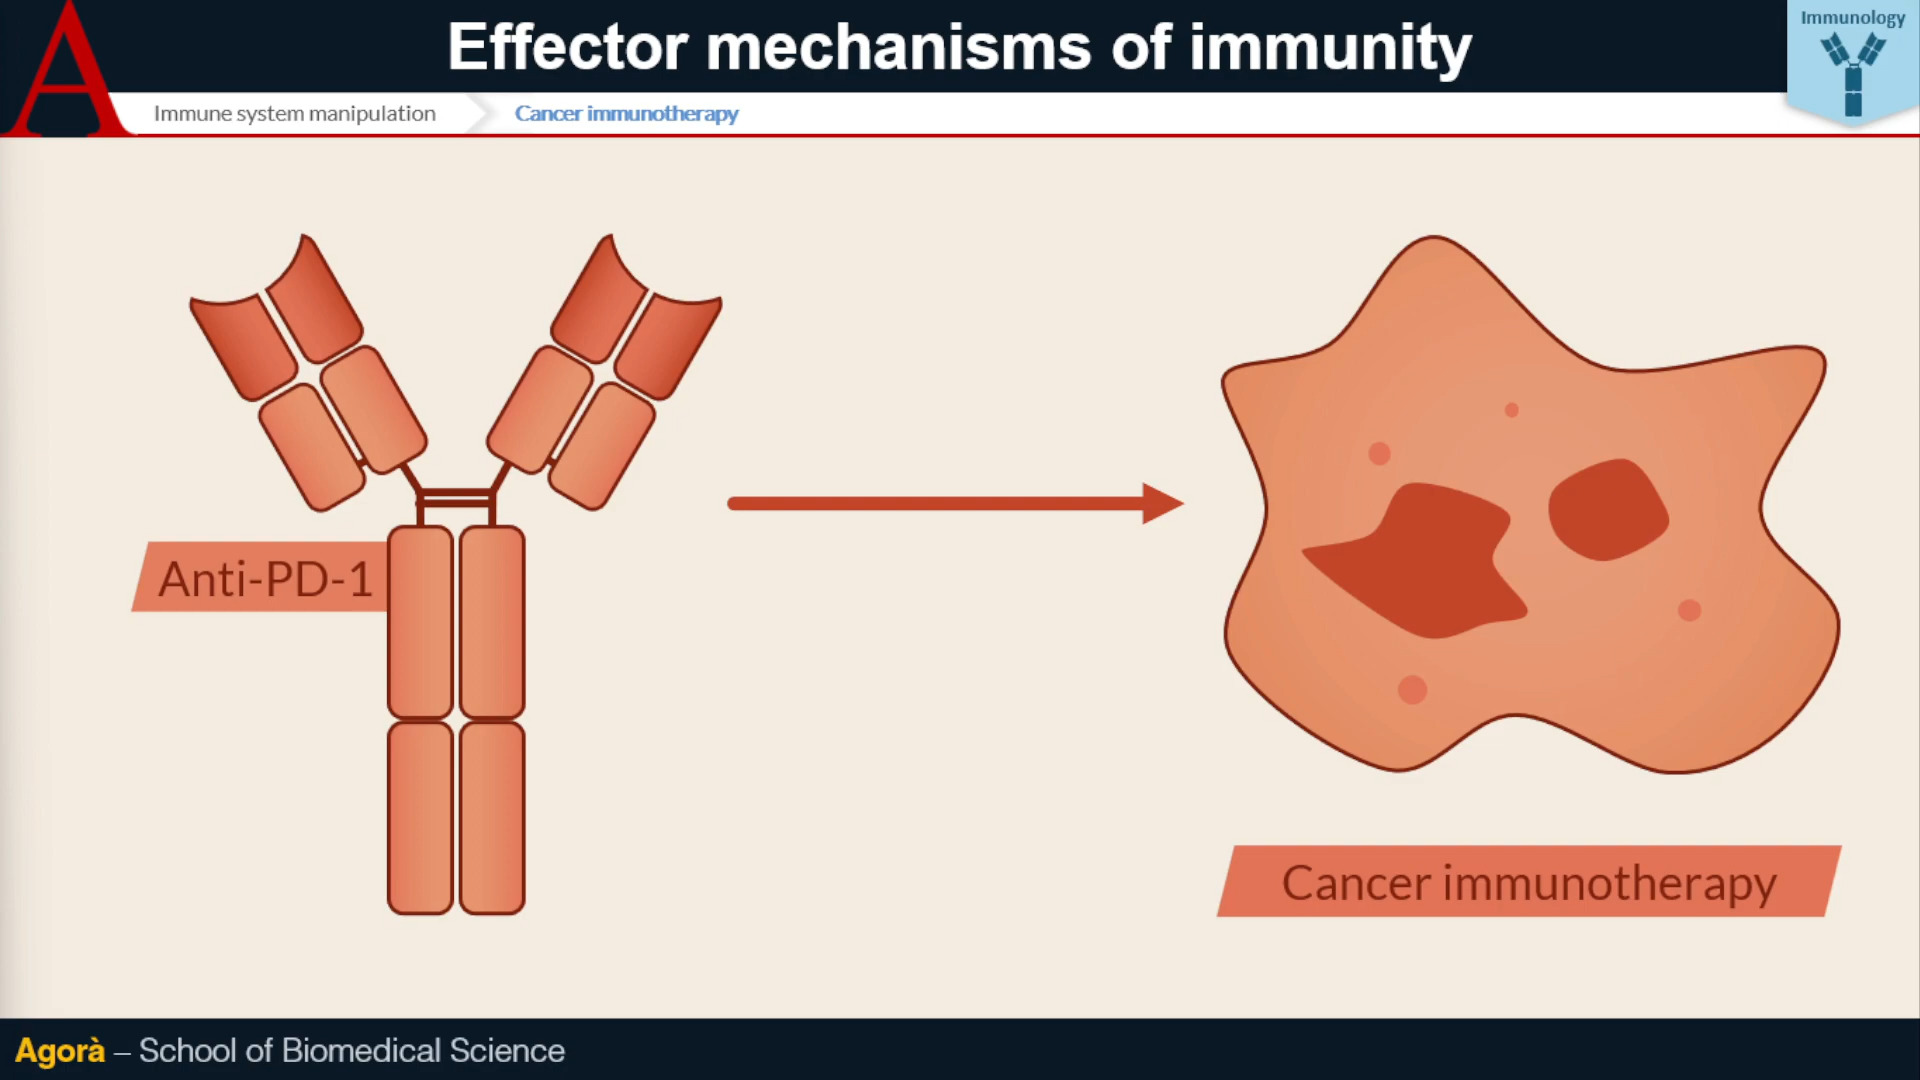 A
Effector mechanisms of immunity
Immunology
Immune system manipulation
Cancer immunotherapy
Anti-PD-1
Cancer immunotherapy
Agorà – School of Biomedical Science